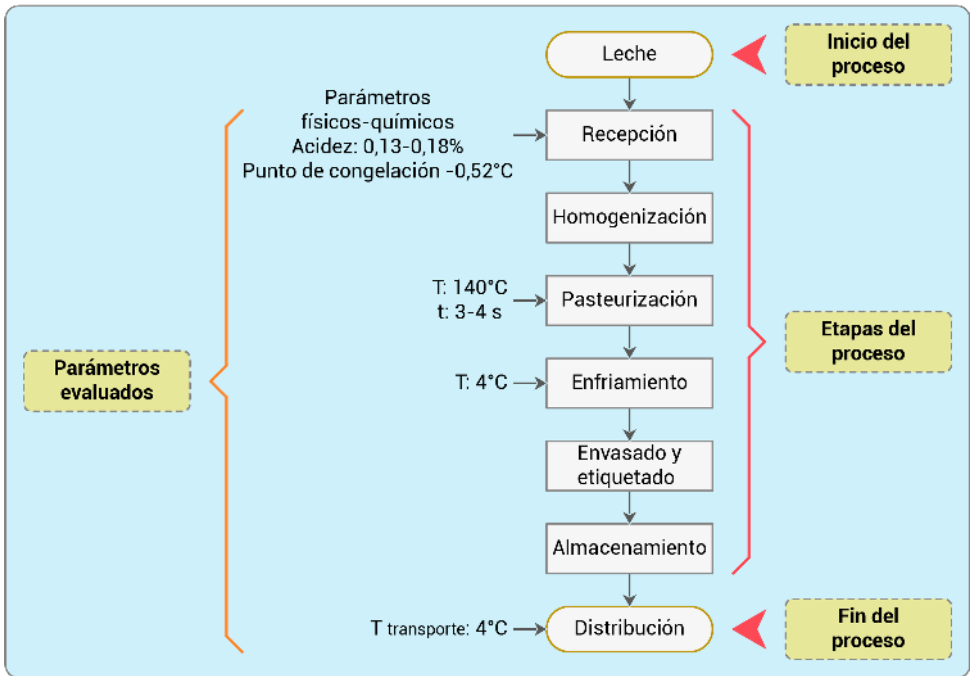 Leche
Inicio del
proceso
Parámetros
físicos-químicos
Acidez: 0,13-0,18%
Punto de congelación -0,52°C
Recepción
Homogenización
T: 140°C
t: 3-4 s
Pasteurización
Etapas del
proceso
Parámetros
evaluados
T: 4°C
Enfriamiento
Envasado y
etiquetado
Almacenamiento
T transporte: 4°C
Distribución
Fin del
proceso